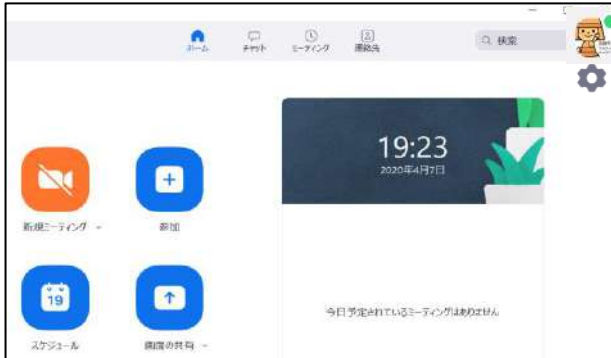 ホーム
チャット
ミーティング
連絡先
検索
19:23
2020年4月7日
新規ミーティング
参加
19
スケジュール
画面の共有
今日予定されているミーティングはありません